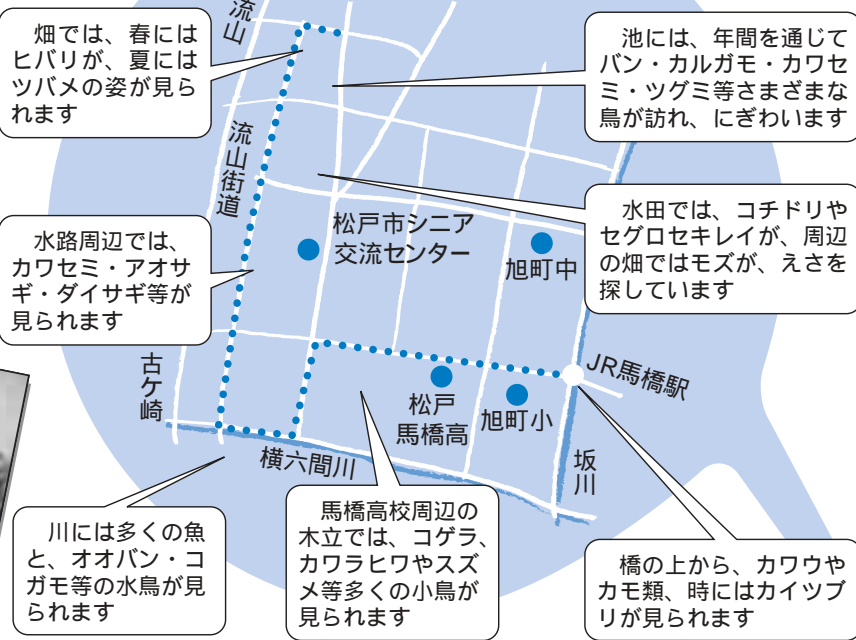 畑では、春には
ヒバリが、夏には
ツバメの姿が見ら
れます
流山
池には、年間を通じて
バン・カルガモ・カワセ
ミ・ツグミ等さまざまな
鳥が訪れ、にぎわいます
流山街道
水路周辺では、
カワセミ・アオサ
ギ・ダイサギ等が
見られます
松戸市シニア
交流センター
旭町中
水田では、コチドリや
セグロセキレイが、周辺
の畑ではモズが、えさを
探しています
古ケ崎
松戸
馬橋高
旭町小
JR馬橋駅
横六間川
坂川
川には多くの魚
と、オオバン・コ
ガモ等の水鳥が見
られます
馬橋高校周辺の
木立では、コゲラ、
カワラヒワやスズ
メ等多くの小鳥が
見られます
橋の上から、カワウや
カモ類、時にはカイツブ
リが見られます